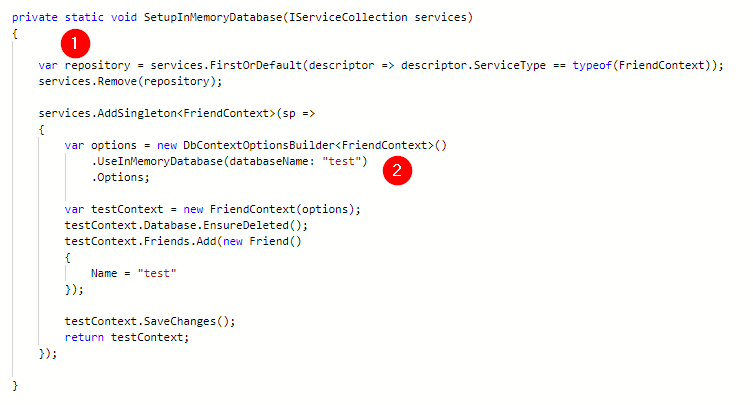 private static void SetupInMemoryDatabase(IServiceCollection services)
{
1
var repository = services.FirstOrDefault(descriptor => descriptor.ServiceType == typeof(FriendContext));
services.Remove(repository);
services.AddSingleton<FriendContext>(sp =>
{
var options = new DbContextOptionsBuilder<FriendContext>()
.UseInMemoryDatabase(databaseName: "test")
2
.Options;
var testContext = new FriendContext(options);
testContext.Database.EnsureDeleted();
testContext.Friends.Add(new Friend()
{
Name = "test"
});
testContext.SaveChanges();
return testContext;
});
}